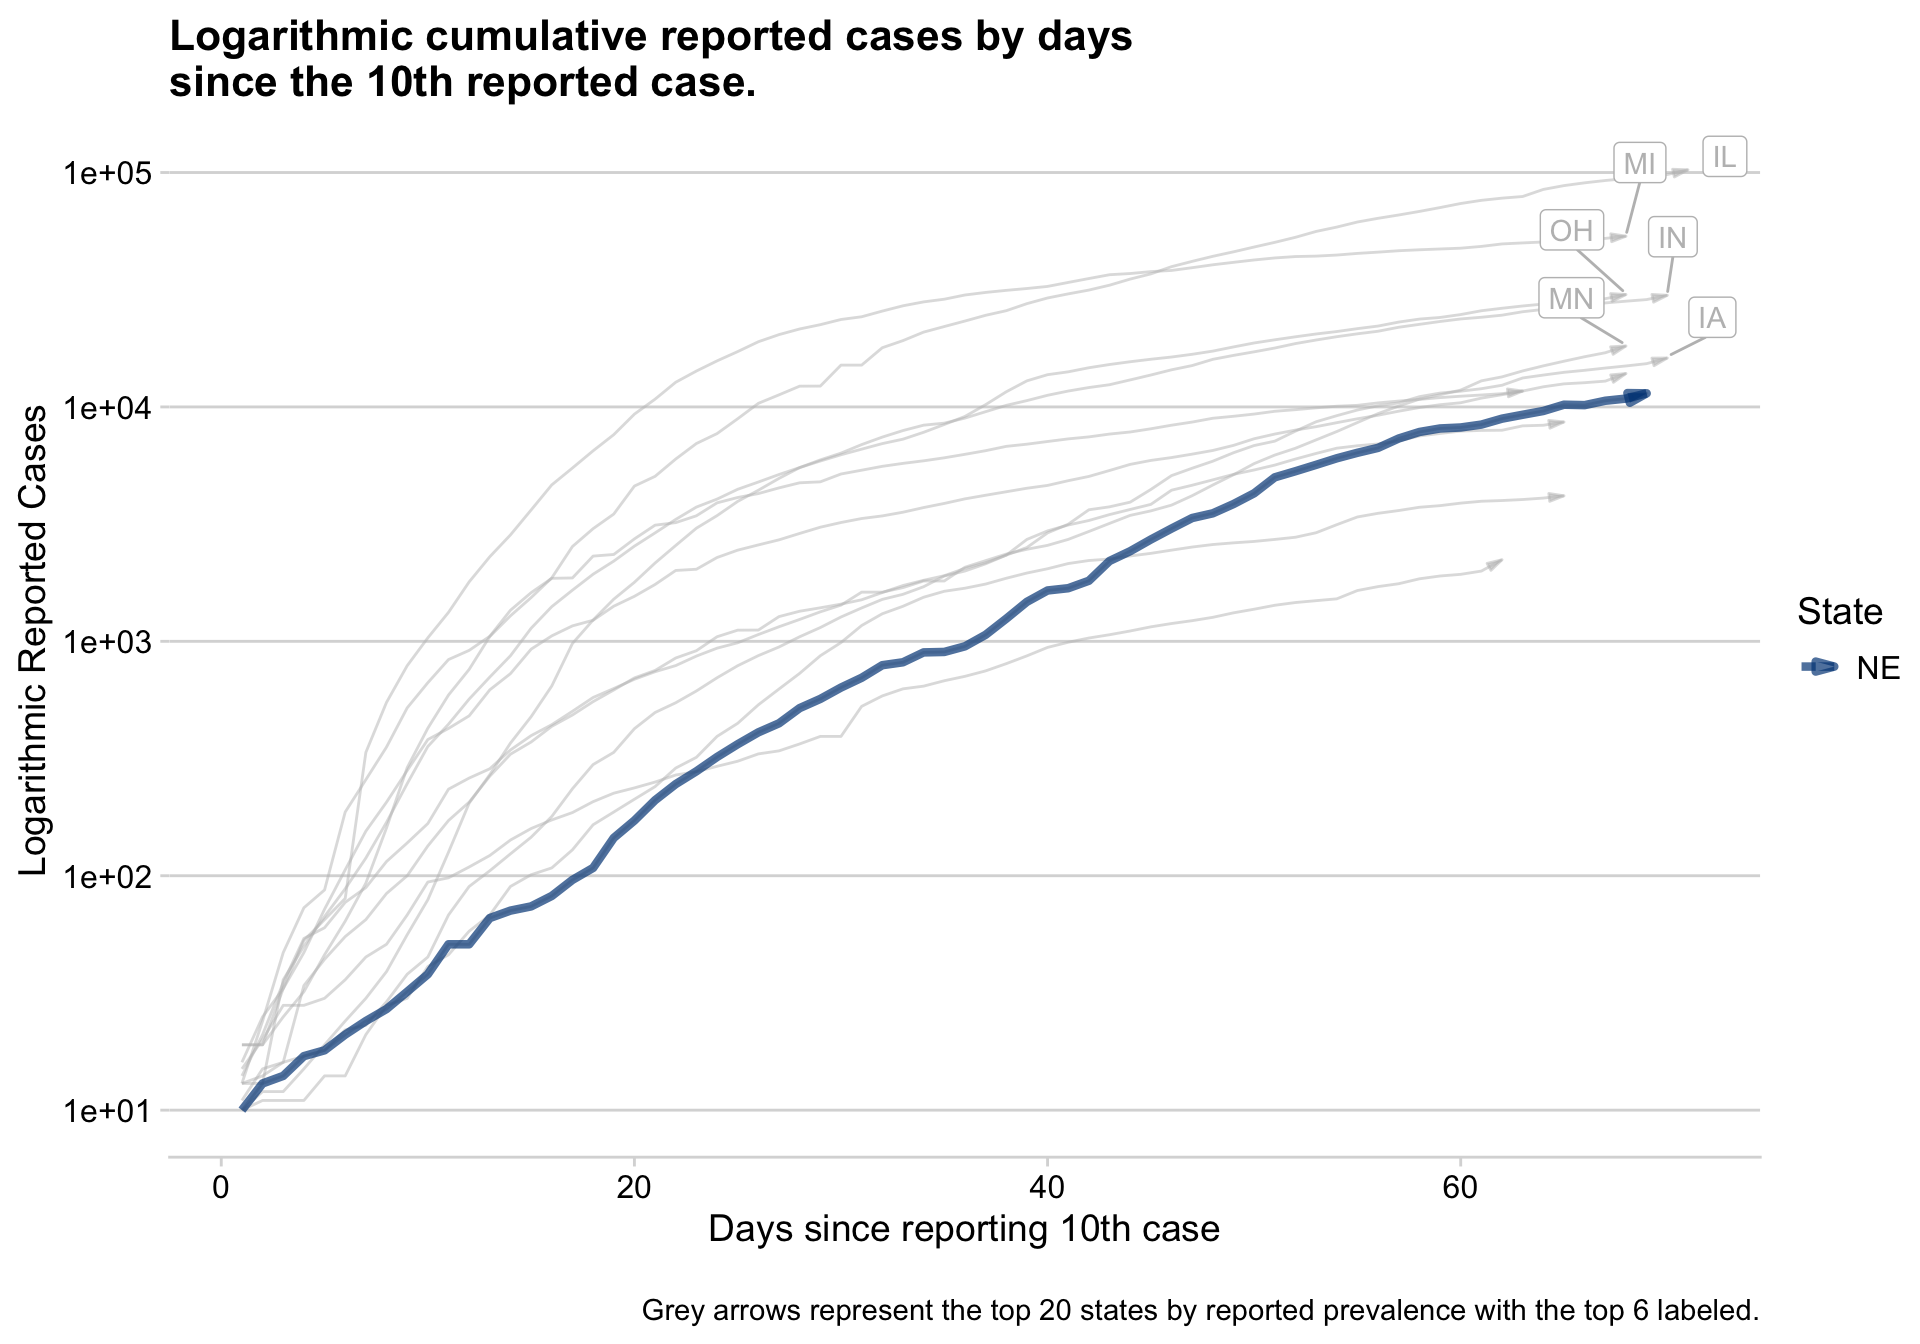 Logarithmic cumulative reported cases by days
since the 10th reported case.
1e+05
1e+04
1e+03
1e+02
1e+01
Logarithmic Reported Cases
MI
IL
OH
IN
MN
IA
State
NE
0
20
40
60
Days since reporting 10th case
Grey arrows represent the top 20 states by reported prevalence with the top 6 labeled.